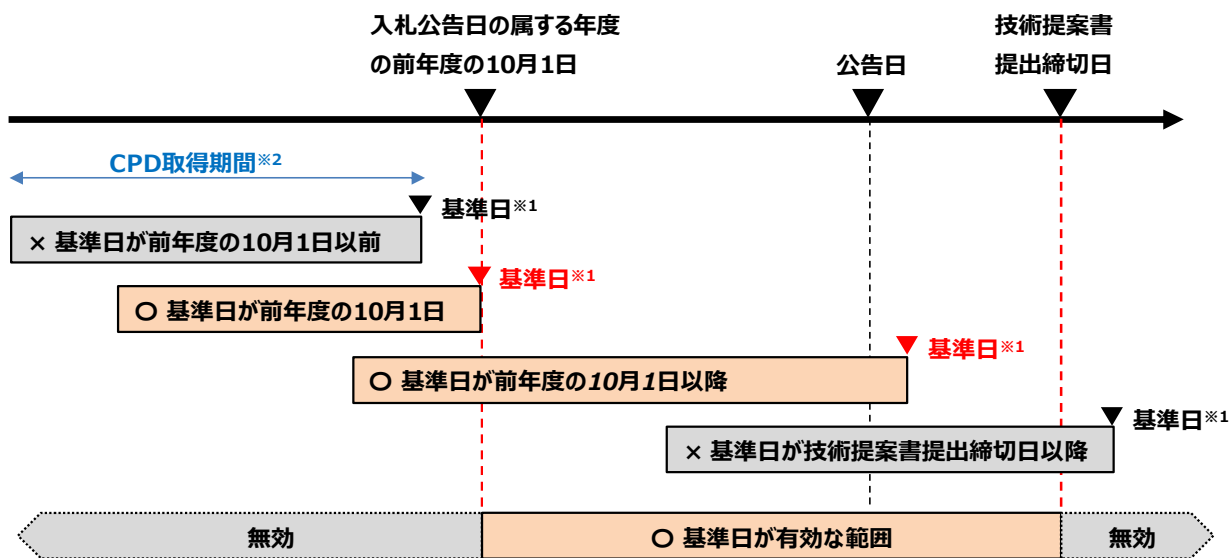 入札公告日の属する年度
の前年度の10月1日
公告日
技術提案書
提出締切日
CPD取得期間※2
基準日※1
× 基準日が前年度の10月1日以前
基準日※1
〇 基準日が前年度の10月1日
基準日※1
〇 基準日が前年度の10月1日以降
基準日※1
× 基準日が技術提案書提出締切日以降
無効
〇 基準日が有効な範囲
無効